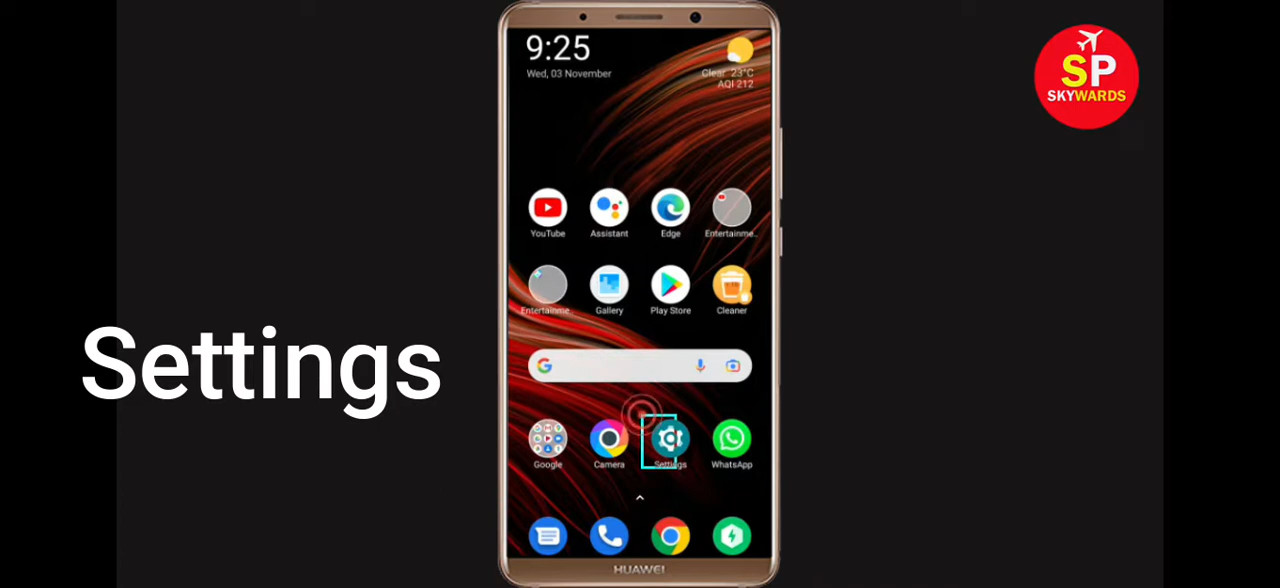 9:25
Wed, 03 November
Clear 23°C
AQI 212
SP
SKYWARDS
YouTube
Assistant
Edge
Entertainme..
Entertainme..
Gallery
Play Store
Cleaner
Settings
G
Google
Camera
Settings
WhatsApp
HUAWEI